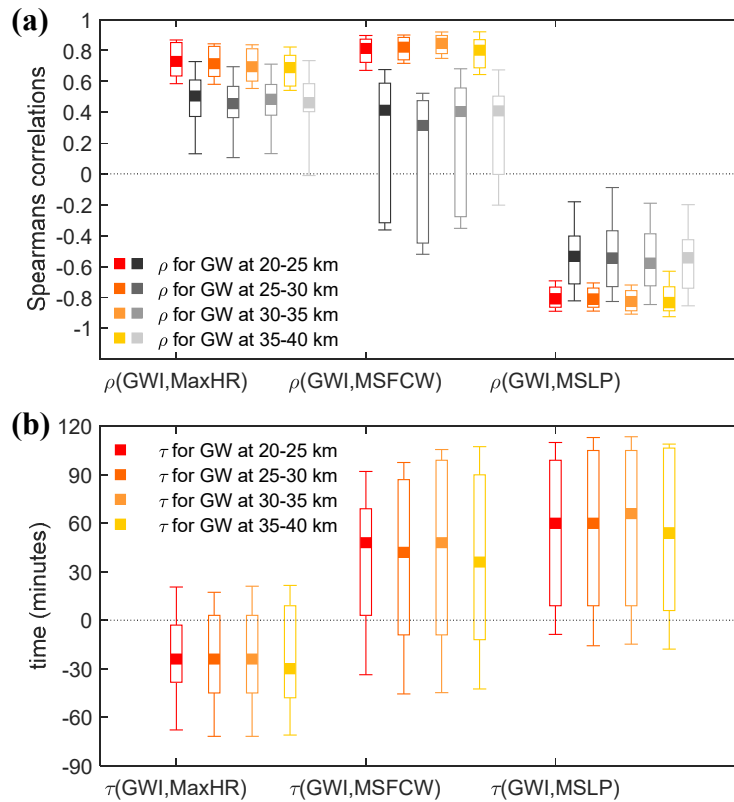 (a)
1
0.8
0.6
0.4
0.2
0
-0.2
-0.4
-0.6
-0.8
-1
Spearmans correlations
ρ for GW at 20-25 km
ρ for GW at 25-30 km
ρ for GW at 30-35 km
ρ for GW at 35-40 km
ρ(GWI,MaxHR) ρ(GWI,MSFCW) ρ(GWI,MSLP)
(b)
120
90
60
30
0
-30
-60
-90
time (minutes)
τ for GW at 20-25 km
τ for GW at 25-30 km
τ for GW at 30-35 km
τ for GW at 35-40 km
τ(GWI,MaxHR) τ(GWI,MSFCW) τ(GWI,MSLP)